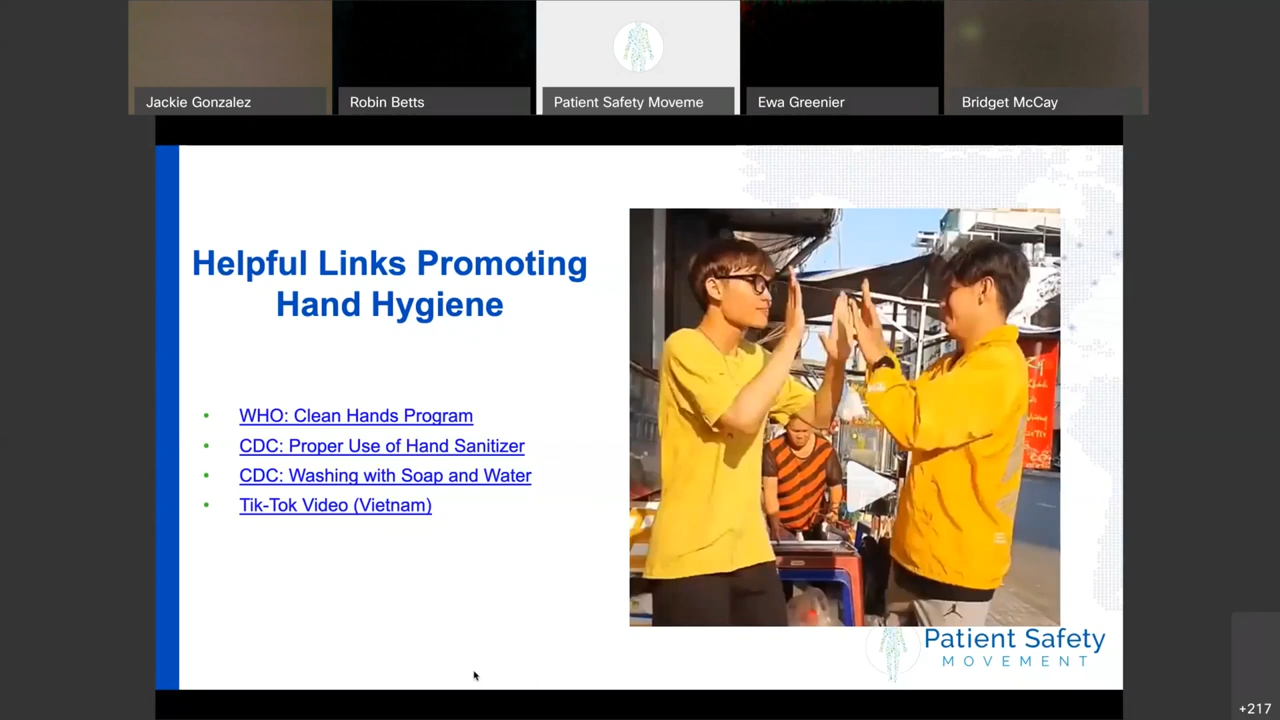 Jackie Gonzalez
Robin Betts
Patient Safety Moveme
Ewa Greenier
Bridget McCay
Helpful Links Promoting
Hand Hygiene
• WHO: Clean Hands Program
• CDC: Proper Use of Hand Sanitizer
• CDC: Washing with Soap and Water
• Tik-Tok Video (Vietnam)
Patient Safety
MOVEMENT
+217